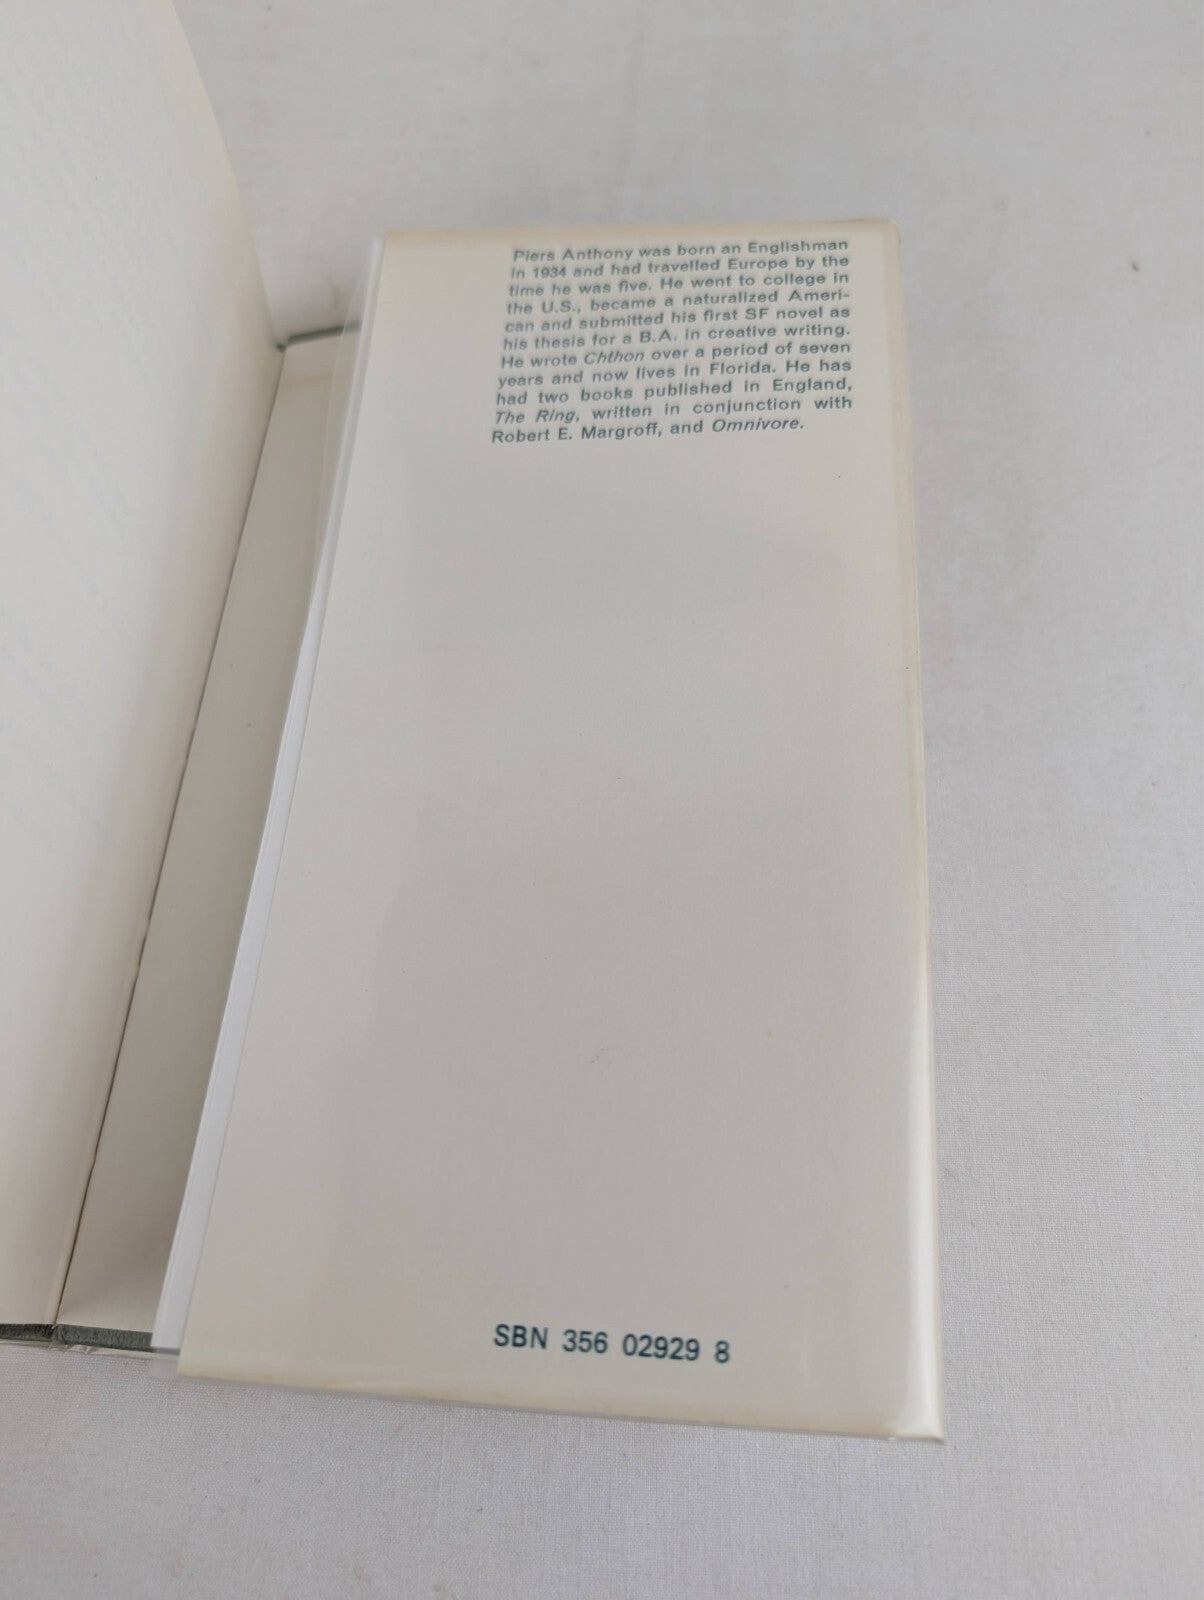 Piers Anthony was born an Englishman
in 1934 and had travelled Europe by the
time he was five. He went to college in
the U.S., became a naturalized Ameri-
can and submitted his first SF novel as
his thesis for a B.A. in creative writing.
He wrote Chthon over a period of seven
years and now lives in Florida. He has
had two books published in England,
The Ring, written in conjunction with
Robert E. Margroff, and Omnivore.
SBN 356 02929 8